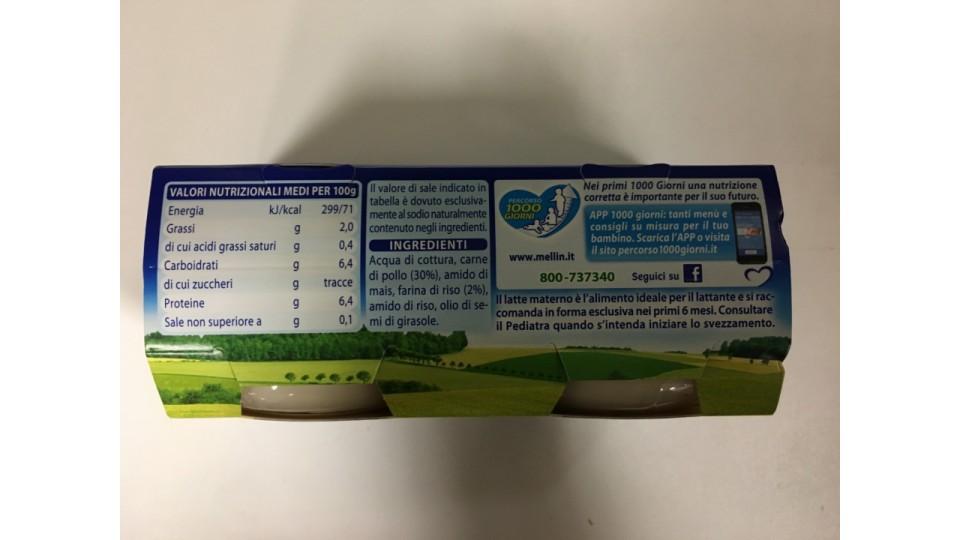 VALORI NUTRIZIONALI MEDI PER 100g
Energia kJ/kcal 299/71
Grassi g 2,0
di cui acidi grassi saturi g 0,4
Carboidrati g 6,4
di cui zuccheri g tracce
Proteine g 6,4
Sale non superiore a g 0,1
Il valore di sale indicato in
tabella è dovuto esclusiva-
mente al sodio naturalmente
contenuto negli ingredienti.
INGREDIENTI
Acqua di cottura, carne
di pollo (30%), amido di
mais, farina di riso (2%),
amido di riso, olio di se-
mi di girasole.
PERCORSO
1000
GIORNI
Nei primi 1000 Giorni una nutrizione
corretta è importante per il suo futuro.
APP 1000 giorni: tanti menù e
consigli su misura per il tuo
bambino. Scarica l'APP o visita
il sito percorso1000giorni.it
www.mellin.it
800-737340 Seguici su f
Il latte materno è l'alimento ideale per il lattante e si rac-
comanda in forma esclusiva nei primi 6 mesi. Consultare
il Pediatra quando s'intenda iniziare lo svezzamento.